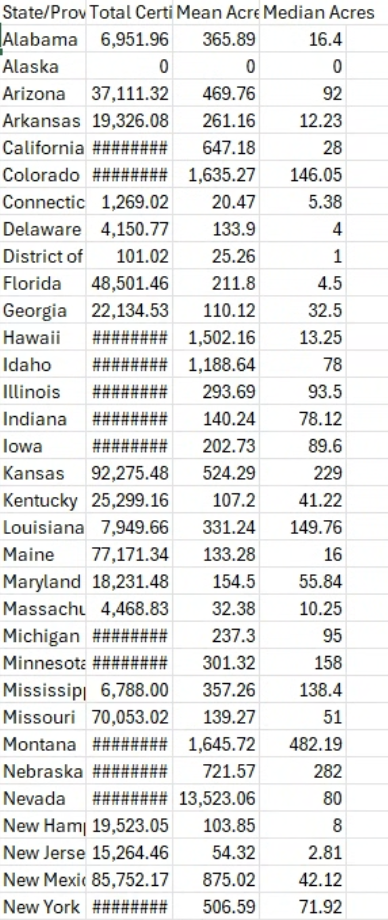 State/Prov Total Certi Mean Acre Median Acres
Alabama 6,951.96 365.89 16.4
Alaska 0 0 0
Arizona 37,111.32 469.76 92
Arkansas 19,326.08 261.16 12.23
California ######## 647.18 28
Colorado ######## 1,635.27 146.05
Connectic 1,269.02 20.47 5.38
Delaware 4,150.77 133.9 4
District of 101.02 25.26 1
Florida 48,501.46 211.8 4.5
Georgia 22,134.53 110.12 32.5
Hawaii ######## 1,502.16 13.25
Idaho ######## 1,188.64 78
Illinois ######## 293.69 93.5
Indiana ######## 140.24 78.12
Iowa ######## 202.73 89.6
Kansas 92,275.48 524.29 229
Kentucky 25,299.16 107.2 41.22
Louisiana 7,949.66 331.24 149.76
Maine 77,171.34 133.28 16
Maryland 18,231.48 154.5 55.84
Massachu 4,468.83 32.38 10.25
Michigan ######## 237.3 95
Minnesota ######## 301.32 158
Mississipp 6,788.00 357.26 138.4
Missouri 70,053.02 139.27 51
Montana ######## 1,645.72 482.19
Nebraska ######## 721.57 282
Nevada ######## 13,523.06 80
New Ham 19,523.05 103.85 8
New Jerse 15,264.46 54.32 2.81
New Mexic 85,752.17 875.02 42.12
New York ######## 506.59 71.92